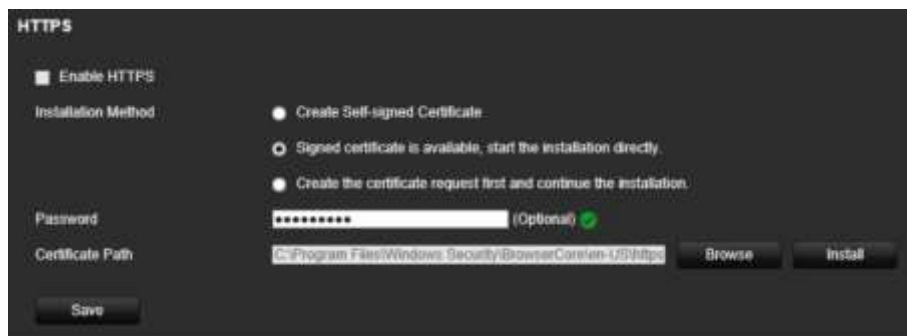 HTTPS
Enable HTTPS
Installation Method
Create Self-signed Certificate
Signed certificate is available, start the installation directly.
Create the certificate request first and continue the installation.
Password ●●●●●●●●● (Optional)
Certificate Path C:\Program Files\Windows Security\BrowserCore\en-US\https Browse Install
Save